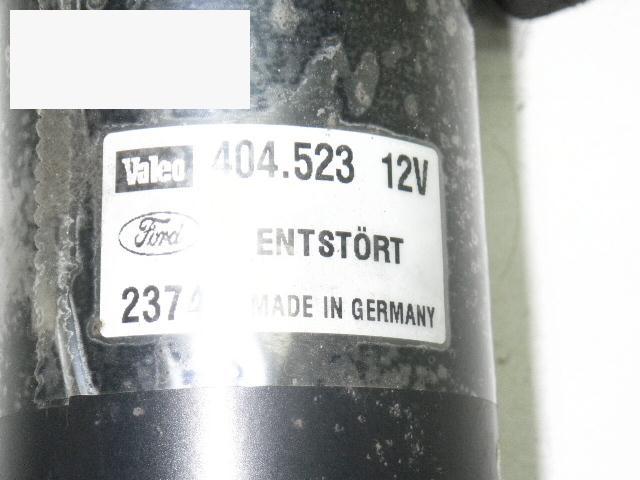 Valeo 404.523 12V
Ford ENTSTÖRT
2374 MADE IN GERMANY